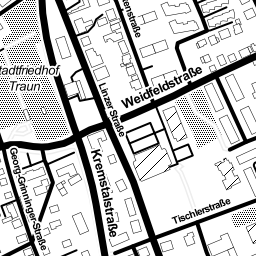 Stadtfriedhof
Traun
Linzer Straße
Weidfeldstraße
Georg-Grinninger-Straße
Kremstalstraße
Tischlerstraße